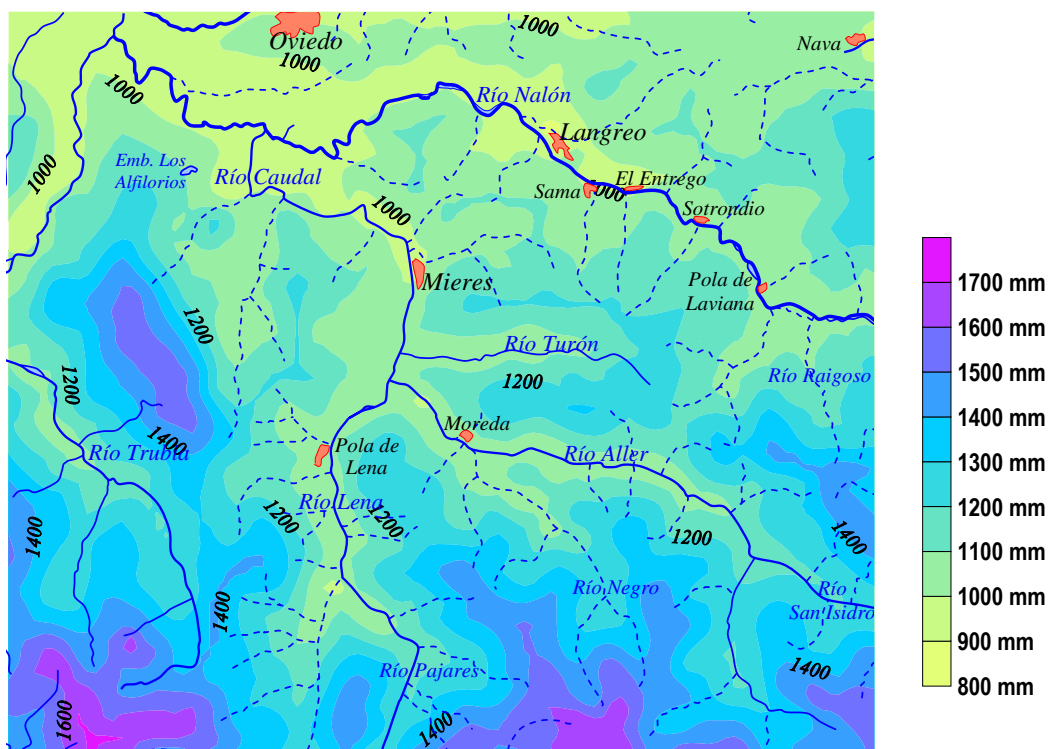 1000
Oviedo
1000
Nava
1000
Río Nalón
Langreo
Emb. Los
Alfilorios
Río Caudal
1000
El Entrego
Sama
000
1000
Sotrondio
Mieres
Pola de
Laviana
1200
Río Turón
1200
1200
Río Raigoso
Moreda
1400
Río Trubia
Pola de
Lena
Río Aller
Río Lena
1200
1200
1400
1200
1400
Río Negro
Río
San Isidro
1400
Río Pajares
1400
1600
1400
1700 mm
1600 mm
1500 mm
1400 mm
1300 mm
1200 mm
1100 mm
1000 mm
900 mm
800 mm